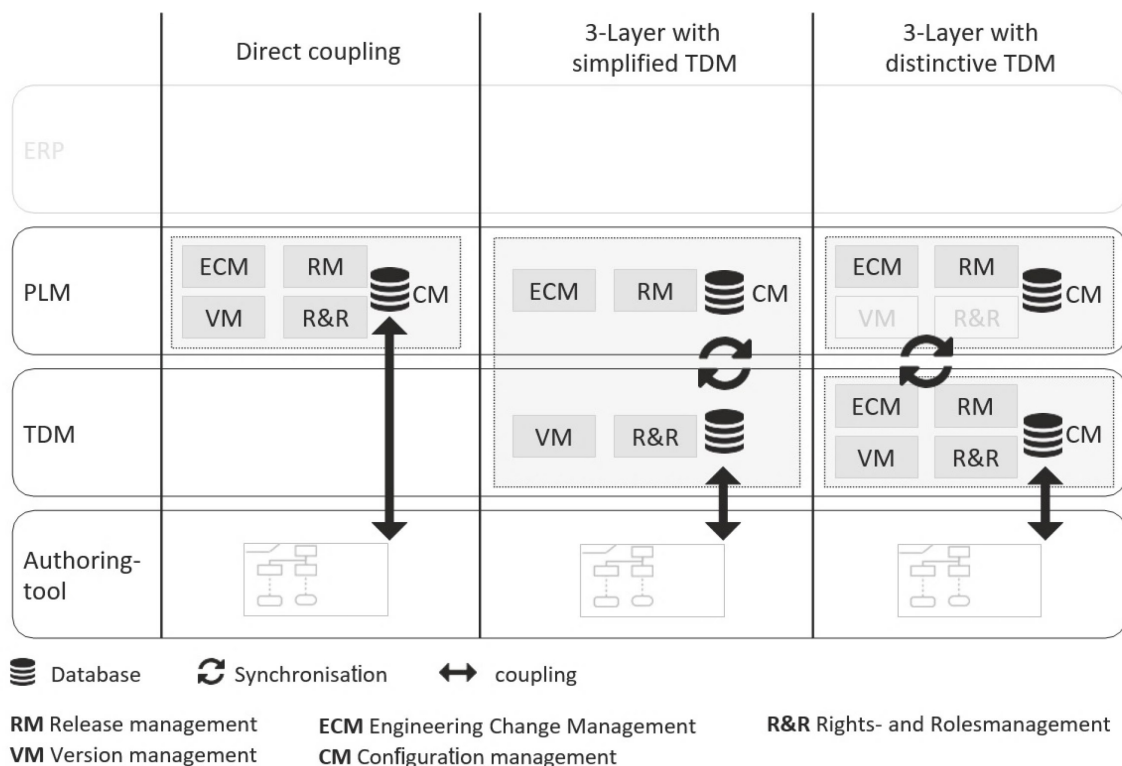 Direct coupling
3-Layer with
simplified TDM
3-Layer with
distinctive TDM
ERP
PLM
ECM RM
VM R&R
CM
ECM RM
CM
ECM RM
VM R&R
CM
TDM
VM R&R
ECM RM
VM R&R
CM
Authoring-
tool
Database
Synchronisation
coupling
RM Release management
ECM Engineering Change Management
R&R Rights- and Rolesmanagement
VM Version management
CM Configuration management